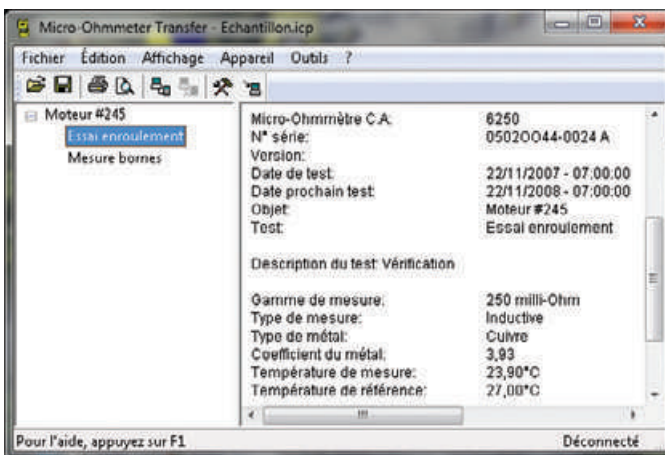 Micro-Ohmmeter Transfer - Echantillon.icp
Fichier Édition Affichage Appareil Outils ?
Moteur #245
Essai enroulement
Mesure bornes
Micro-Ohmmètre C.A: 6250
N° série: 05020044-0024 A
Version:
Date de test: 22/11/2007 - 07:00:00
Date prochain test: 22/11/2008 - 07:00:00
Objet: Moteur #245
Test: Essai enroulement
Description du test: Vérification
Gamme de mesure: 250 milli-Ohm
Type de mesure: Inductive
Type de métal: Cuivre
Coefficient du métal: 3,93
Température de mesure: 23,90°C
Température de référence: 27,00°C
Pour l'aide, appuyez sur F1
Déconnecté